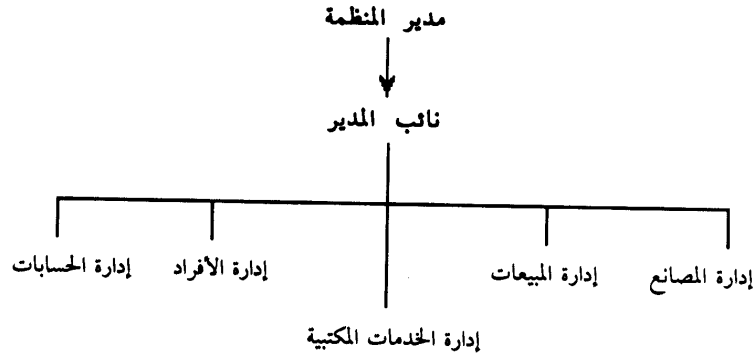 مدير المنظمة
نائب المدير
إدارة المصانع
إدارة المبيعات
إدارة الأفراد
إدارة الحسابات
إدارة الخدمات المكتبية